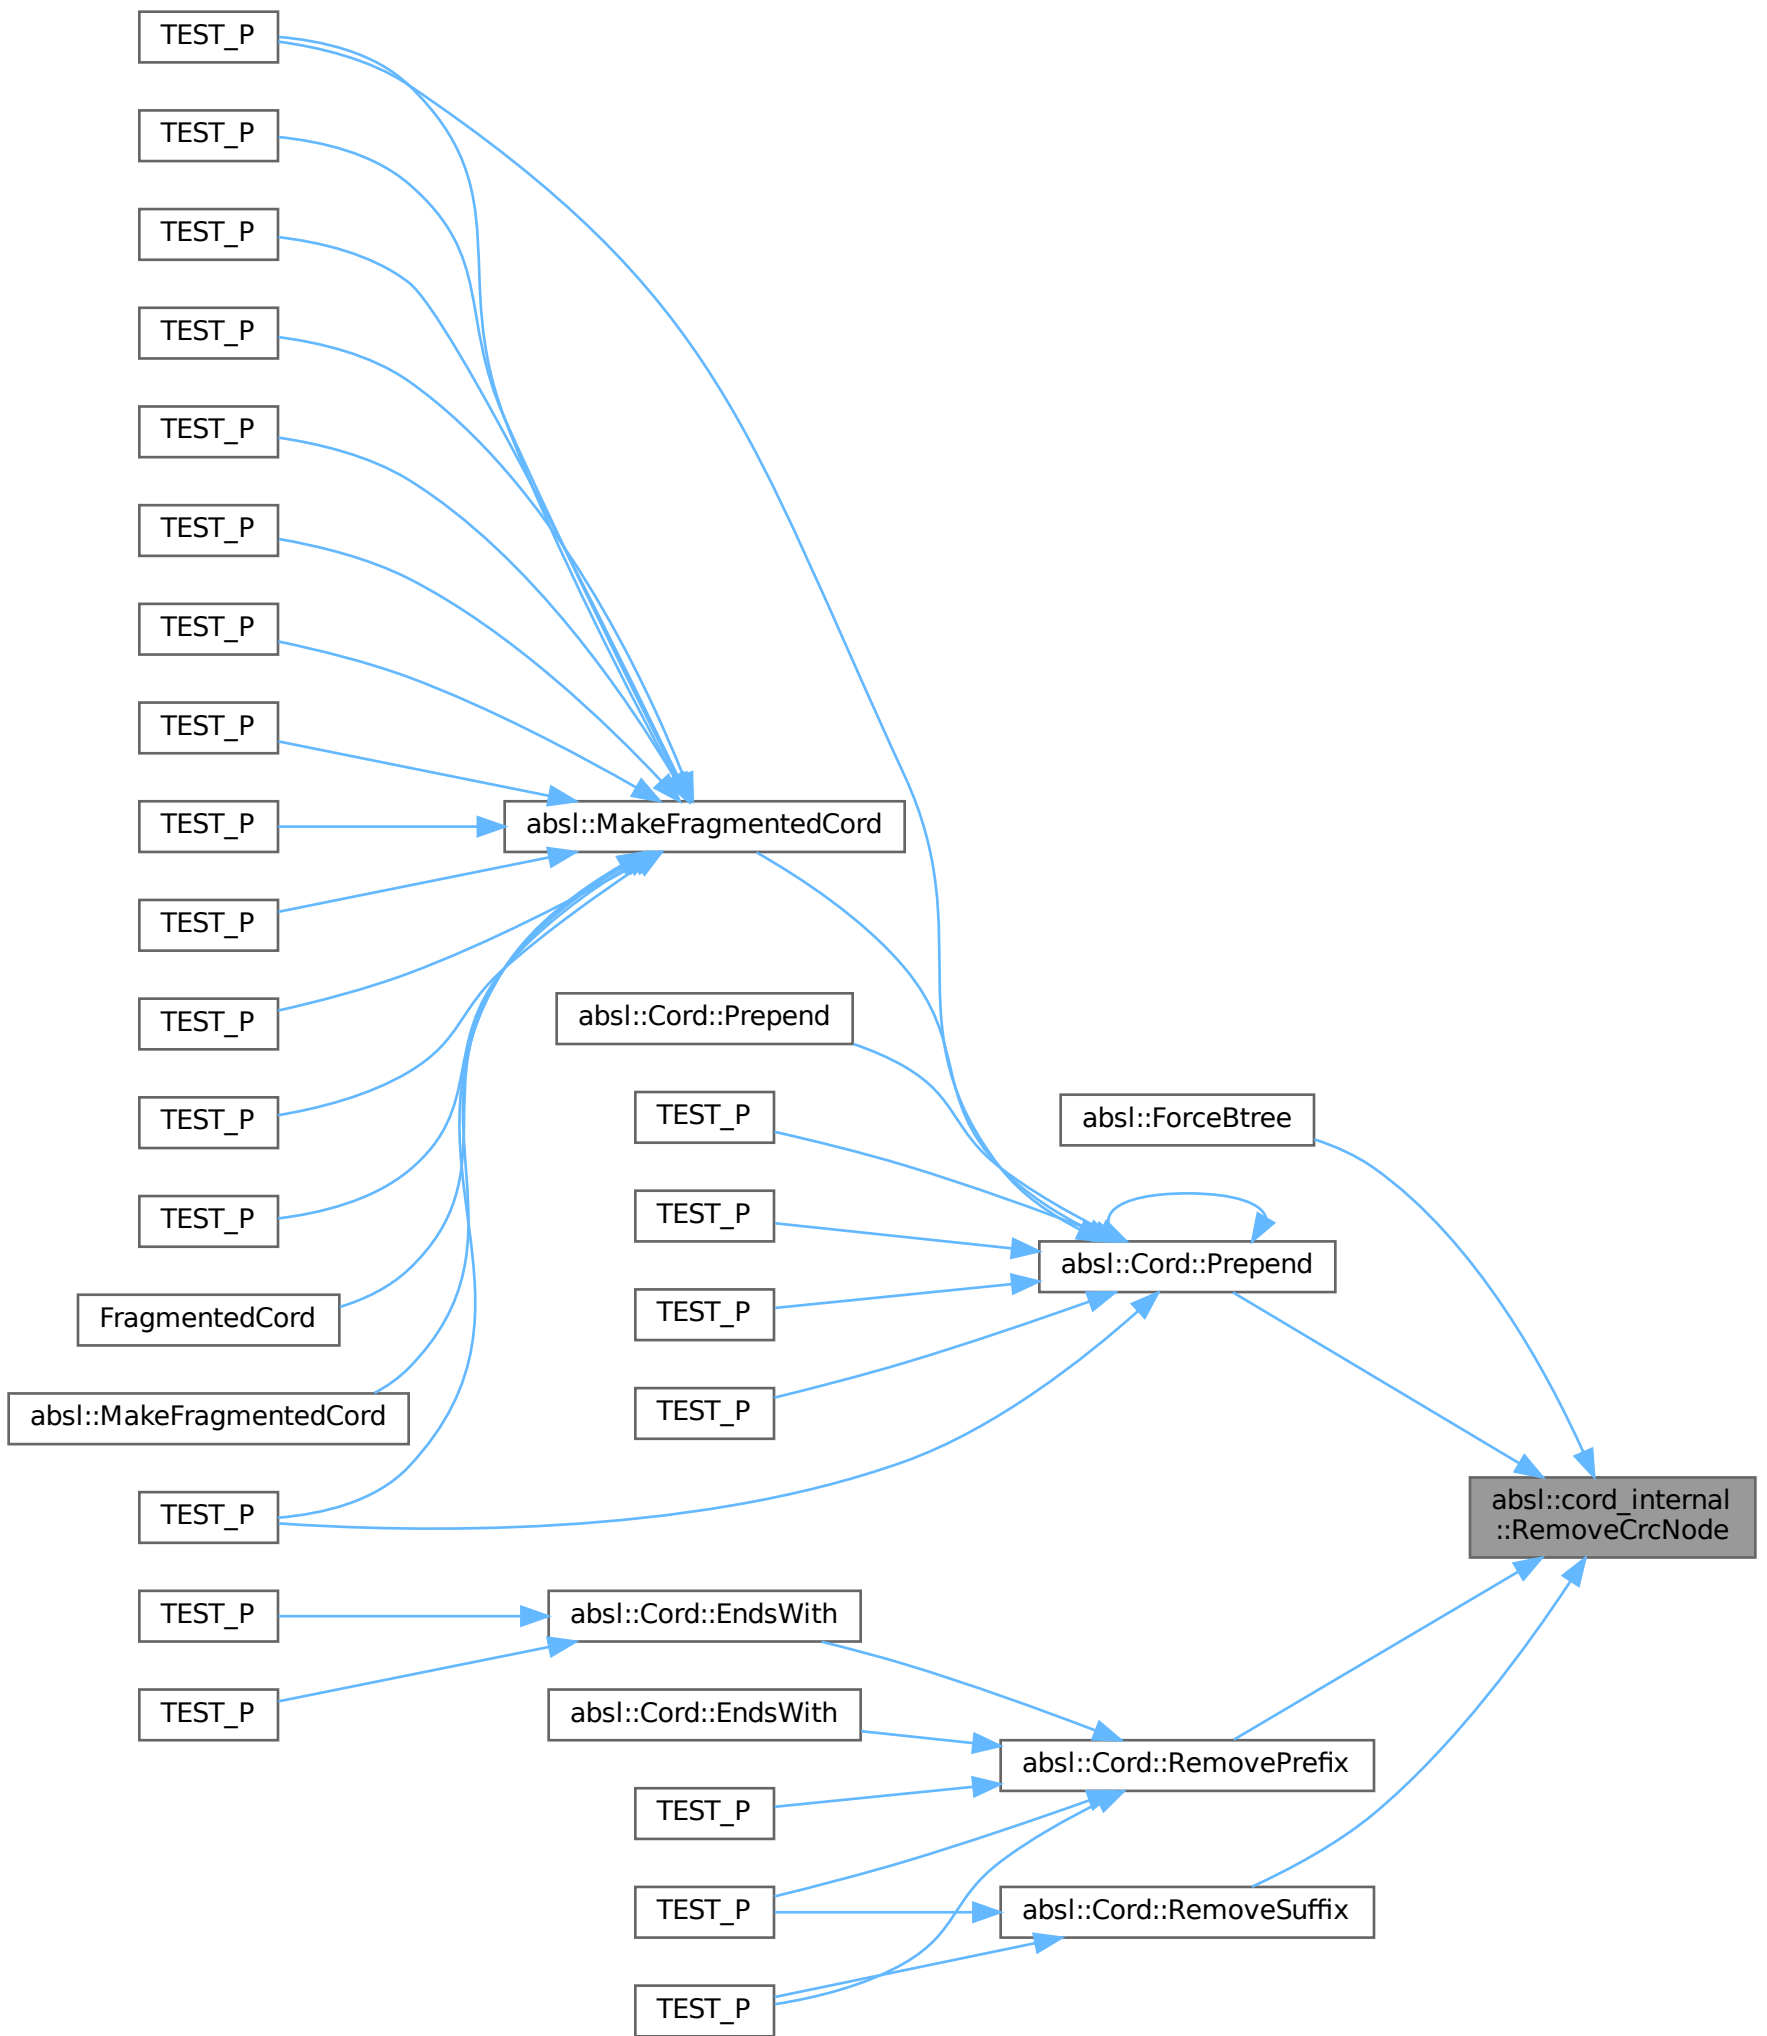 TEST_P
TEST_P
TEST_P
TEST_P
TEST_P
TEST_P
TEST_P
TEST_P
TEST_P
absl::MakeFragmentedCord
TEST_P
TEST_P
absl::Cord::Prepend
TEST_P
TEST_P
absl::ForceBtree
TEST_P
TEST_P
absl::Cord::Prepend
FragmentedCord
TEST_P
absl::MakeFragmentedCord
TEST_P
TEST_P
absl::cord_internal
::RemoveCrcNode
TEST_P
absl::Cord::EndsWith
TEST_P
absl::Cord::EndsWith
absl::Cord::RemovePrefix
TEST_P
TEST_P
absl::Cord::RemoveSuffix
TEST_P